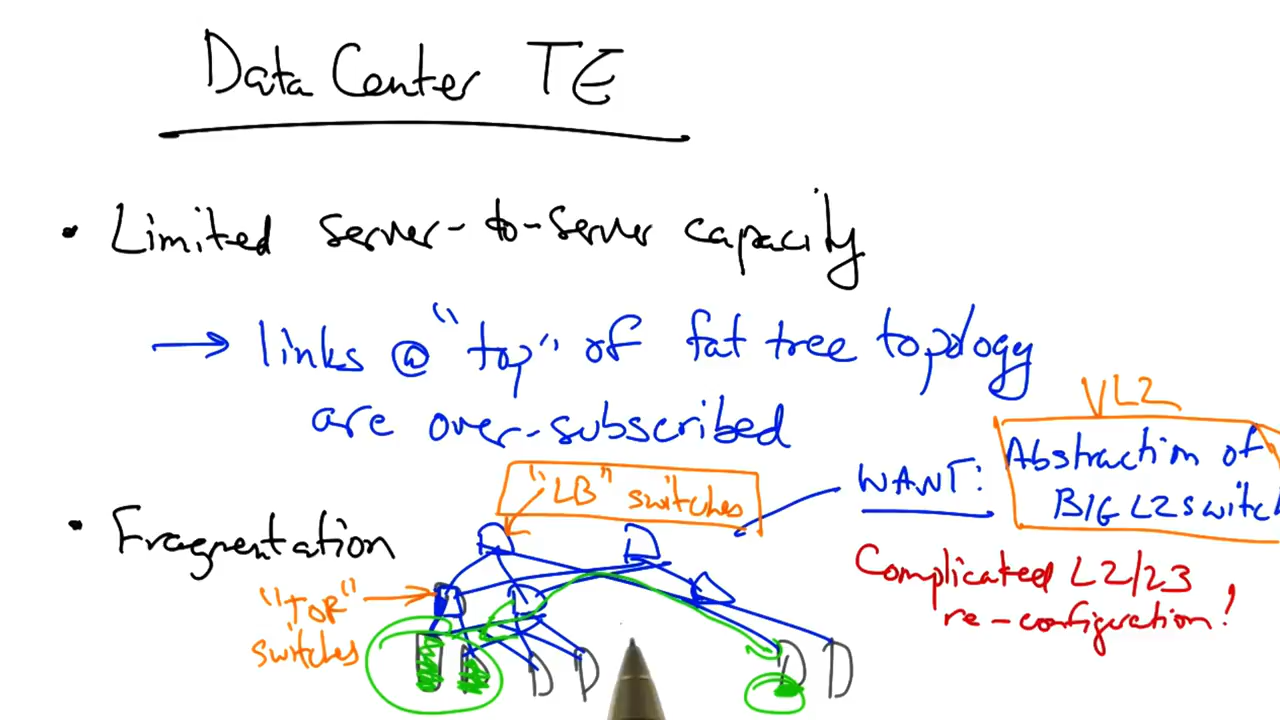 Data Center TE
• Limited server-to-server capacity
→ links @ "top" of fat tree topology
are over-subscribed
VL2
WANT: Abstraction of
BIG L2 switch
"LB" switches
• Fragmentation
Complicated L2/L3
re-configuration!
"TOR"
switches